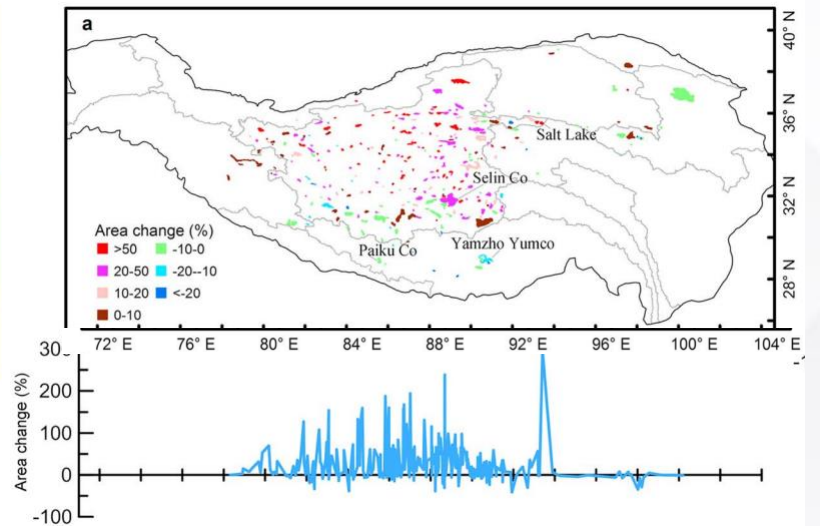 a
40° N
36° N
32° N
28° N
Salt Lake
Selin Co
Paiku Co
Yamzho Yumco
Area change (%)
>50 -10-0
20-50 -20--10
10-20 <-20
0-10
72° E 76° E 80° E 84° E 88° E 92° E 96° E 100° E 104° E
Area change (%)
200
100
0
-100